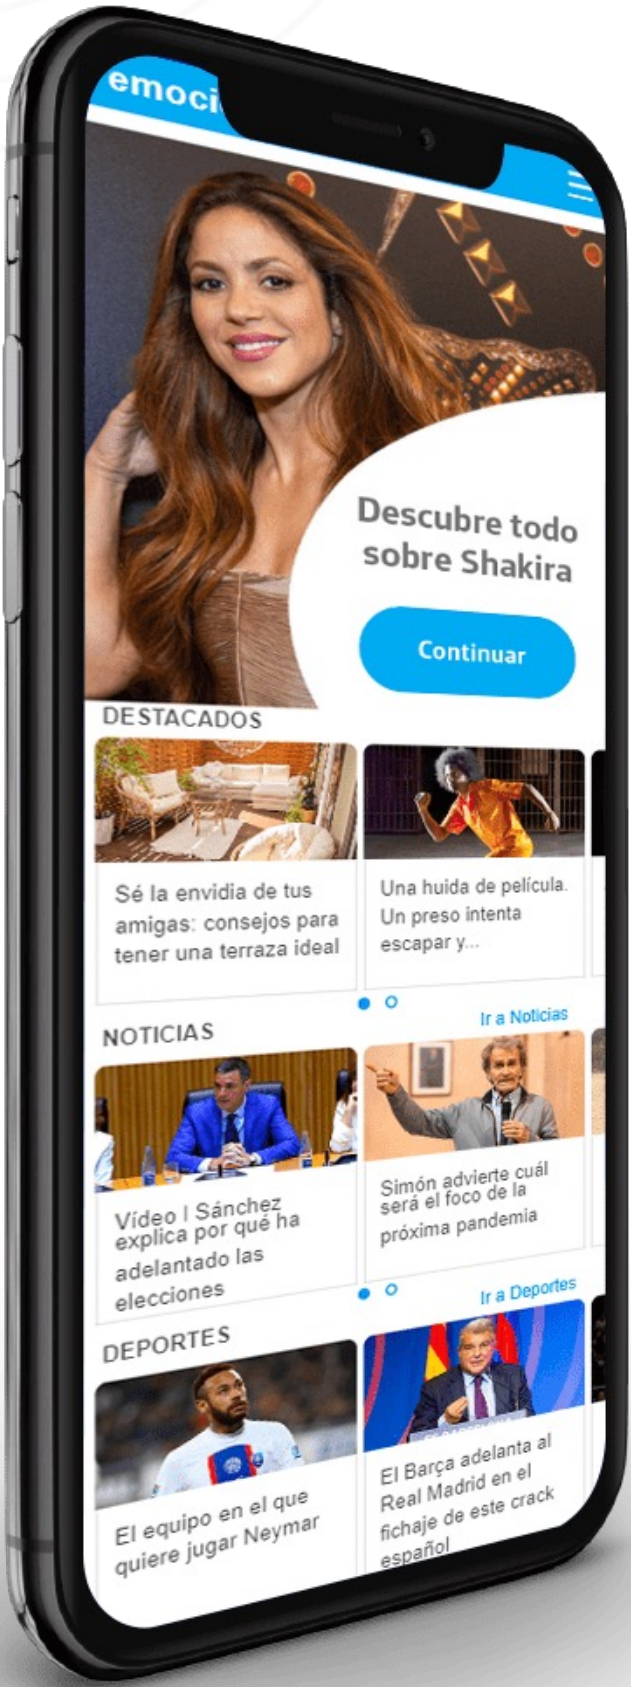 emoci
Descubre todo
sobre Shakira
Continuar
DESTACADOS
Sé la envidia de tus
amigas: consejos para
tener una terraza ideal
Una huida de película.
Un preso intenta
escapar y...
NOTICIAS
Ir a Noticias
Vídeo | Sánchez
explica por qué ha
adelantado las
elecciones
Simón advierte cuál
será el foco de la
próxima pandemia
DEPORTES
Ir a Deportes
El equipo en el que
quiere jugar Neymar
El Barça adelanta al
Real Madrid en el
fichaje de este crack
español